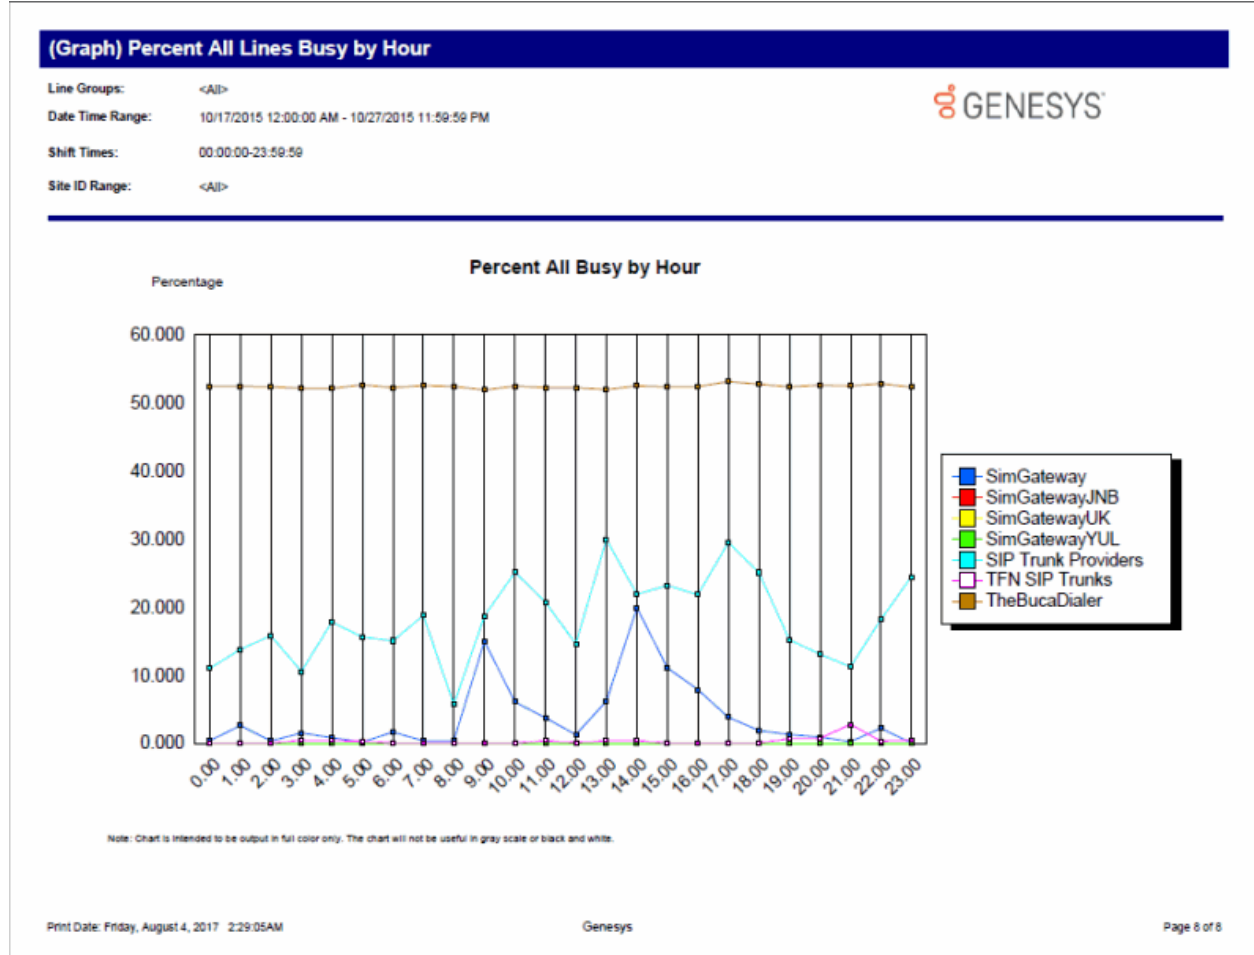 (Graph) Percent All Lines Busy by Hour
Line Groups: <All>
GENESYS
Date Time Range: 10/17/2015 12:00:00 AM - 10/27/2015 11:59:59 PM
Shift Times: 00:00:00-23:59:59
Site ID Range: <All>
Percent All Busy by Hour
Percentage
60.000
50.000
40.000
30.000
20.000
10.000
0.000
0.00 1.00 2.00 3.00 4.00 5.00 6.00 7.00 8.00 9.00 10.00 11.00 12.00 13.00 14.00 15.00 16.00 17.00 18.00 19.00 20.00 21.00 22.00 23.00
SimGateway
SimGatewayJNB
SimGatewayUK
SimGatewayYUL
SIP Trunk Providers
TFN SIP Trunks
TheBucaDialer
Note: Chart is intended to be output in full color only. The chart will not be useful in gray scale or black and white.
Print Date: Friday, August 4, 2017 2:29:05AM Genesys Page 8 of 8